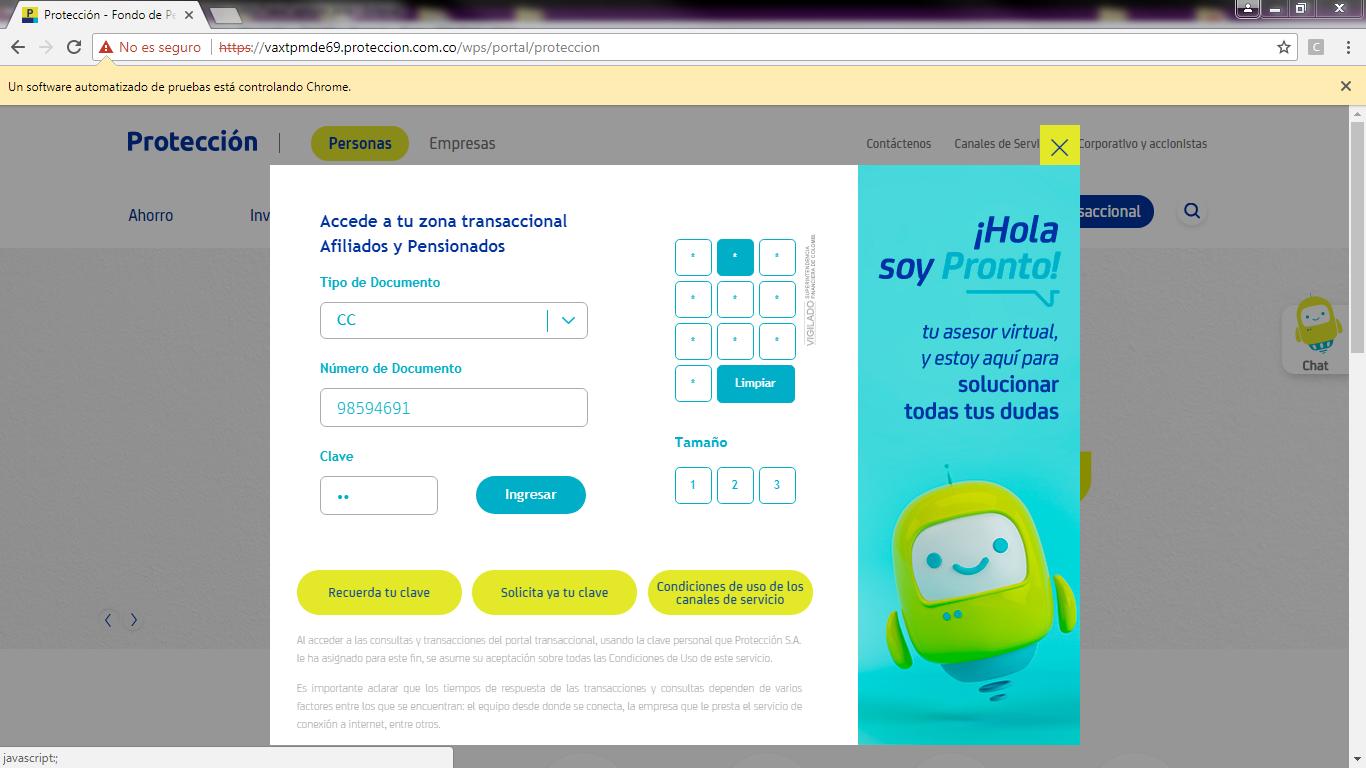 Protección - Fondo de Pe
No es seguro
https://vaxtpmde69.proteccion.com.co/wps/portal/proteccion
C
Un software automatizado de pruebas está controlando Chrome.
Protección
Personas
Empresas
Contáctenos
Canales de Servi
Corporativo y accionistas
Ahorro
Inv
saccional
Accede a tu zona transaccional
Afiliados y Pensionados
Tipo de Documento
CC
Número de Documento
98594691
Clave
••
Ingresar
* * *
* * *
* * *
* Limpiar
VIGILADO SUPERINTENDENCIA
FINANCIERA DE COLOMBIA
Tamaño
1 2 3
Recuerda tu clave
Solicita ya tu clave
Condiciones de uso de los
canales de servicio
Al acceder a las consultas y transacciones del portal transaccional, usando la clave personal que Protección S.A.
le ha asignado para este fin, se asume su aceptación sobre todas las Condiciones de Uso de este servicio.
Es importante aclarar que los tiempos de respuesta de las transacciones y consultas dependen de varios
factores entre los que se encuentran: el equipo desde donde se conecta, la empresa que le presta el servicio de
conexión a internet, entre otros.
¡Hola
soy Pronto!
tu asesor virtual,
y estoy aquí para
solucionar
todas tus dudas
Chat
javascript:;